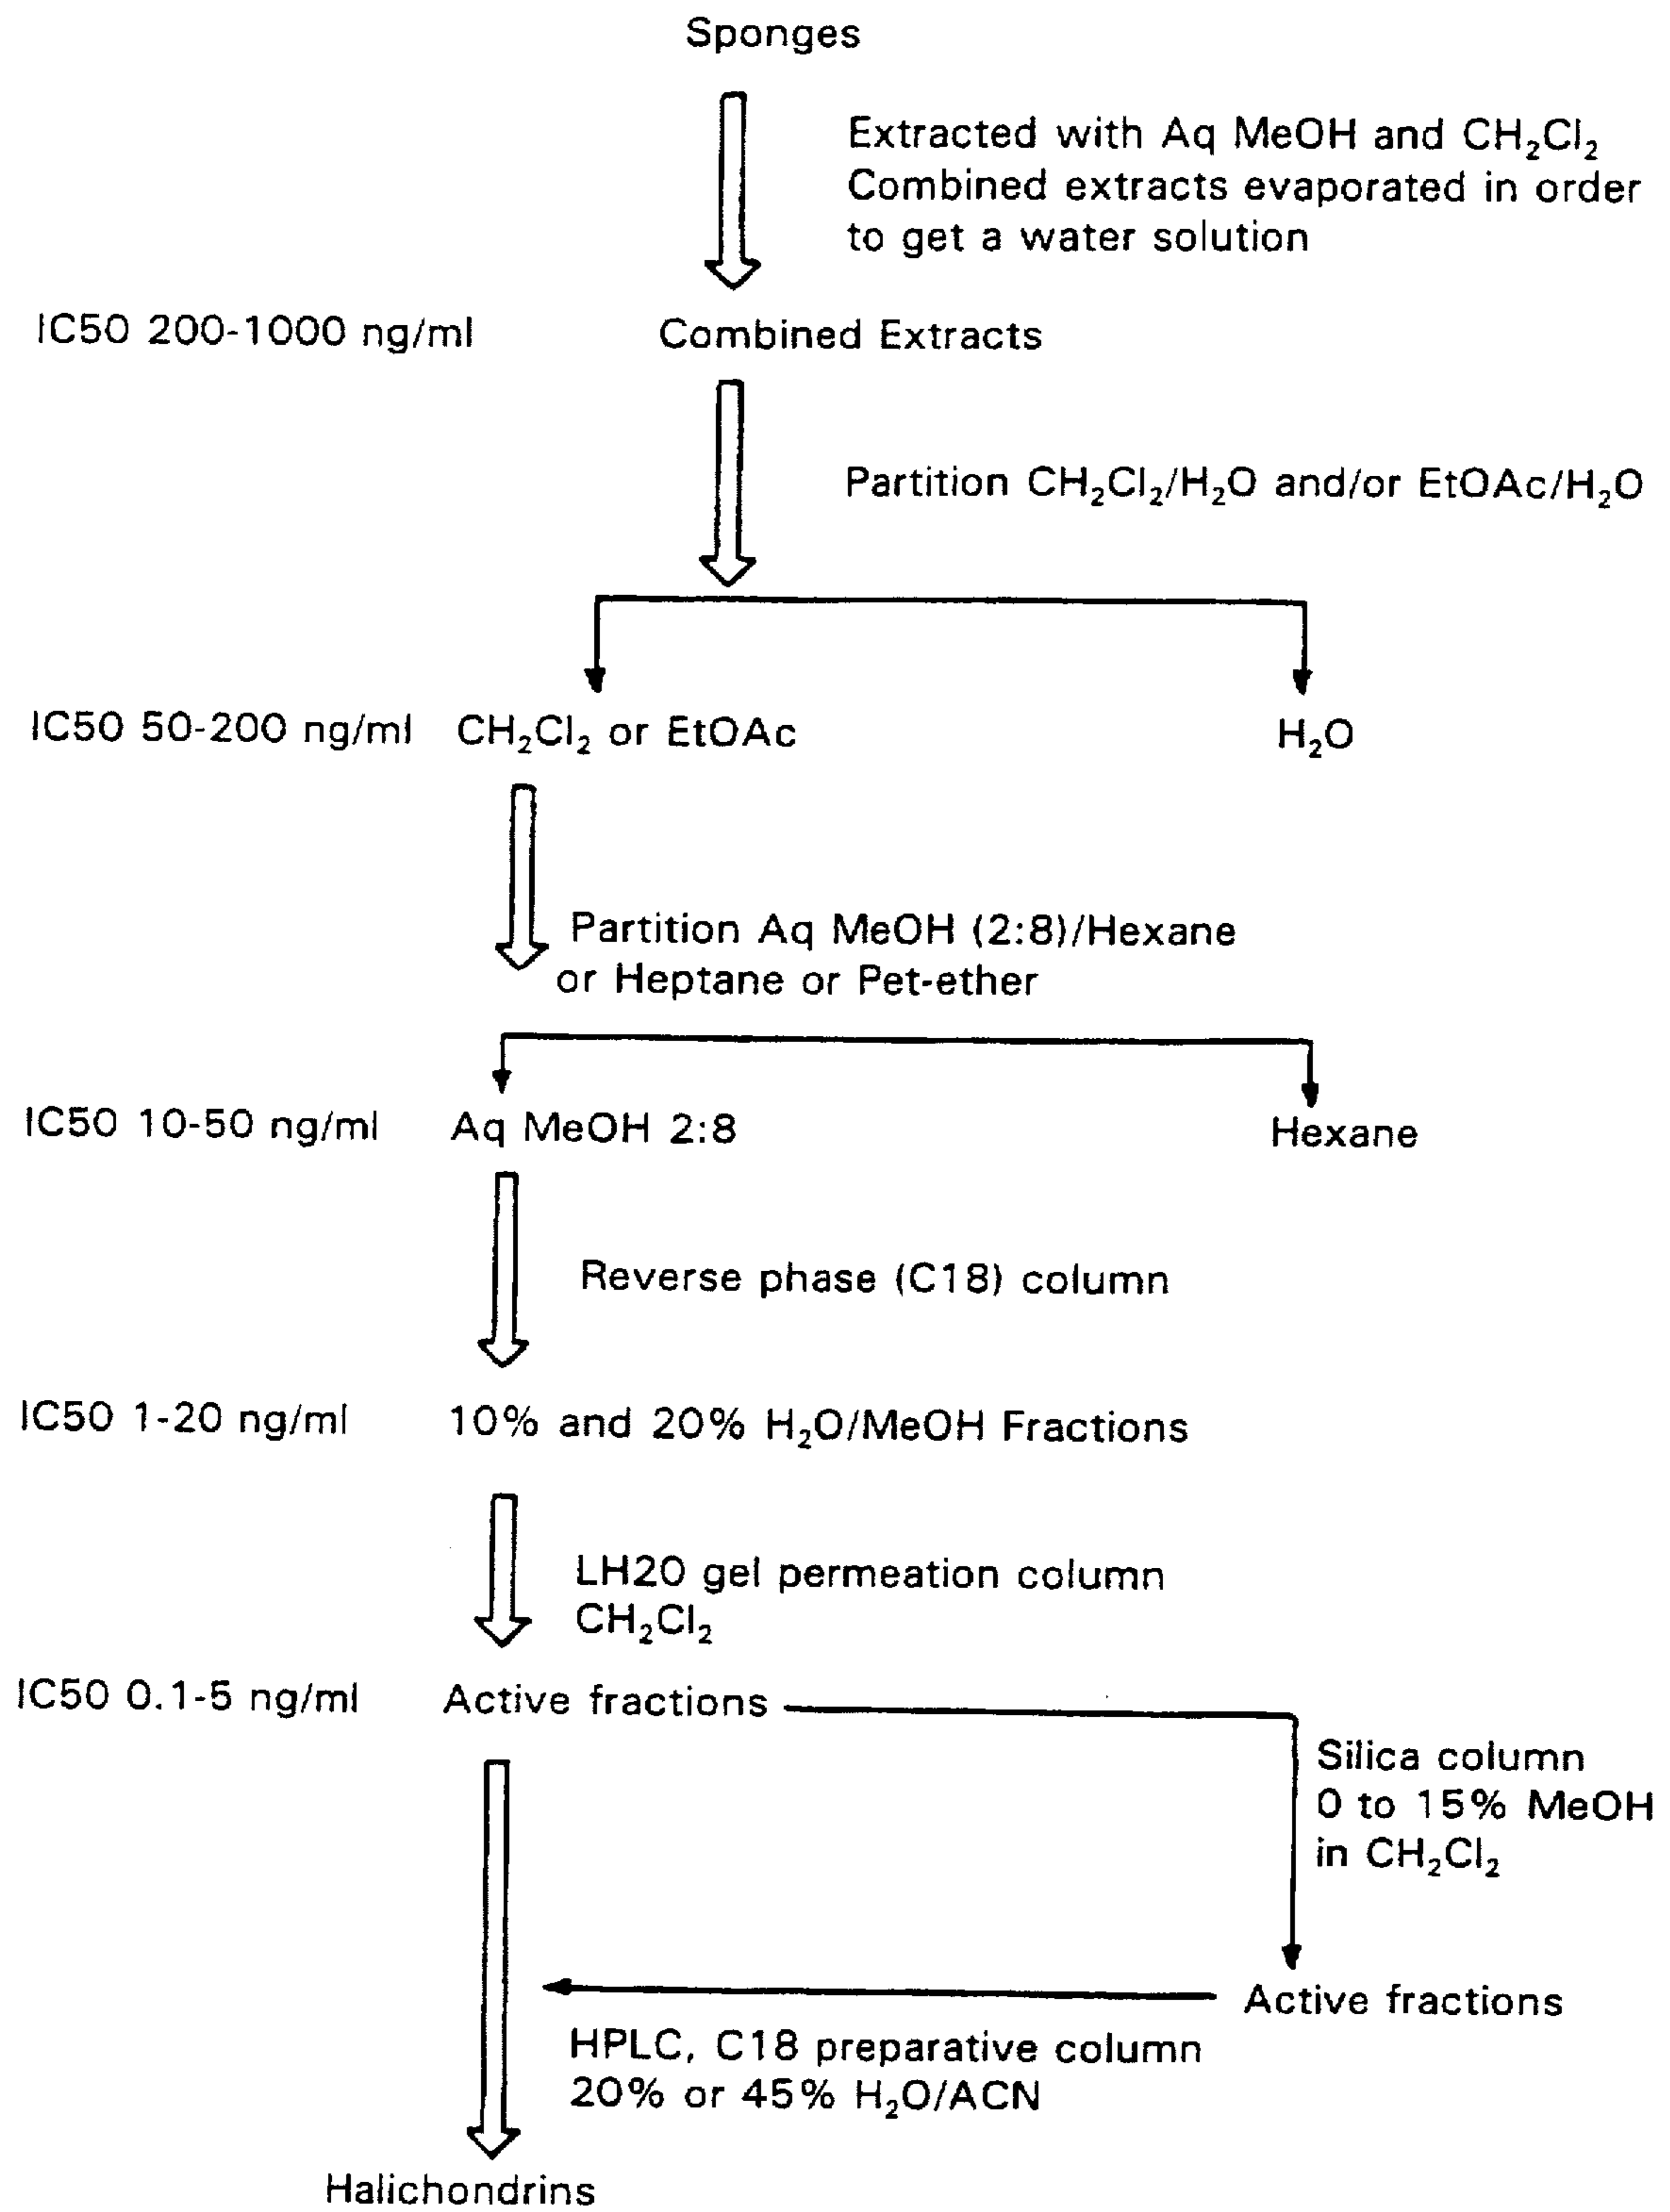 Sponges
Extracted with Aq MeOH and CH₂Cl₂
Combined extracts evaporated in order
to get a water solution
IC50 200-1000 ng/ml
Combined Extracts
Partition CH₂Cl₂/H₂O and/or EtOAc/H₂O
IC50 50-200 ng/ml
CH₂Cl₂ or EtOAc
H₂O
Partition Aq MeOH (2:8)/Hexane
or Heptane or Pet-ether
IC50 10-50 ng/ml
Aq MeOH 2:8
Hexane
Reverse phase (C18) column
IC50 1-20 ng/ml
10% and 20% H₂O/MeOH Fractions
LH20 gel permeation column
CH₂Cl₂
IC50 0.1-5 ng/ml
Active fractions
Silica column
0 to 15% MeOH
in CH₂Cl₂
Active fractions
HPLC, C18 preparative column
20% or 45% H₂O/ACN
Halichondrins